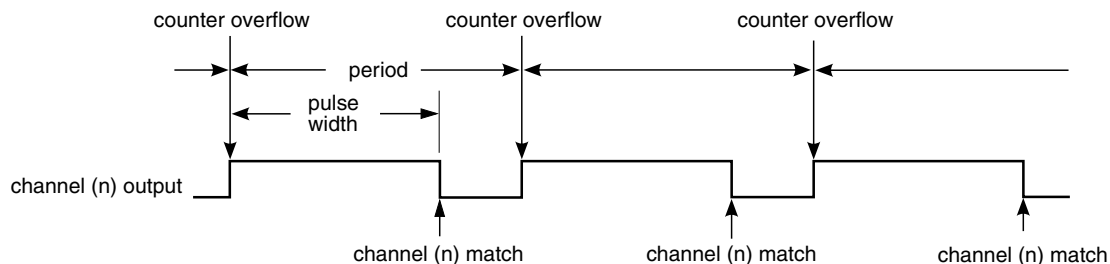 counter overflow
counter overflow
counter overflow
period
pulse
width
channel (n) output
channel (n) match
channel (n) match
channel (n) match